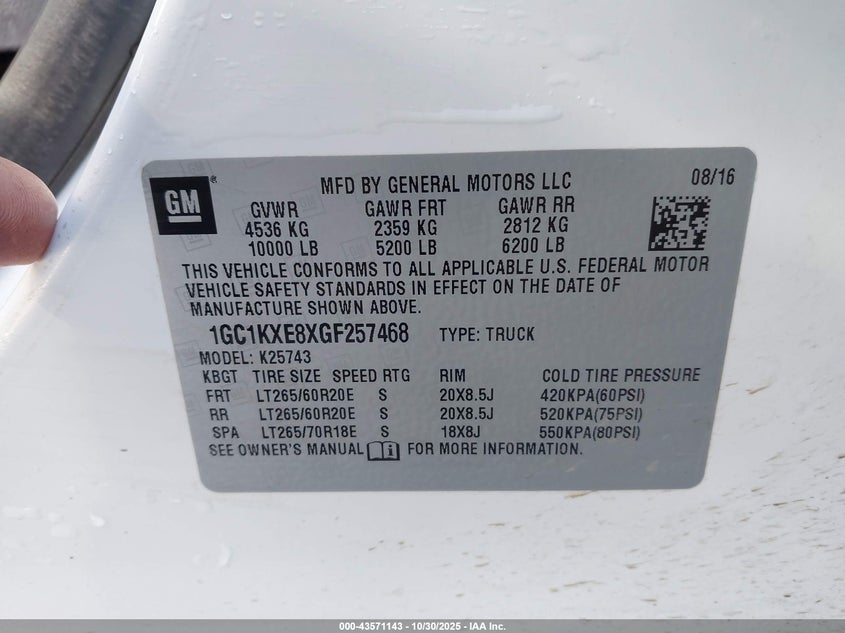 GM
MFD BY GENERAL MOTORS LLC 08/16
GVWR GAWR FRT GAWR RR
4536 KG 2359 KG 2812 KG
10000 LB 5200 LB 6200 LB
THIS VEHICLE CONFORMS TO ALL APPLICABLE U.S. FEDERAL MOTOR
VEHICLE SAFETY STANDARDS IN EFFECT ON THE DATE OF
MANUFACTURE SHOWN ABOVE.
1GC1KXE8XGF257468 TYPE: TRUCK
MODEL: K25743
KBGT TIRE SIZE SPEED RTG RIM COLD TIRE PRESSURE
FRT LT265/60R20E S 20X8.5J 420KPA(60PSI)
RR LT265/60R20E S 20X8.5J 520KPA(75PSI)
SPA LT265/70R18E S 18X8J 550KPA(80PSI)
SEE OWNER'S MANUAL FOR MORE INFORMATION.
000-43571143 - 10/30/2025 - IAA Inc.